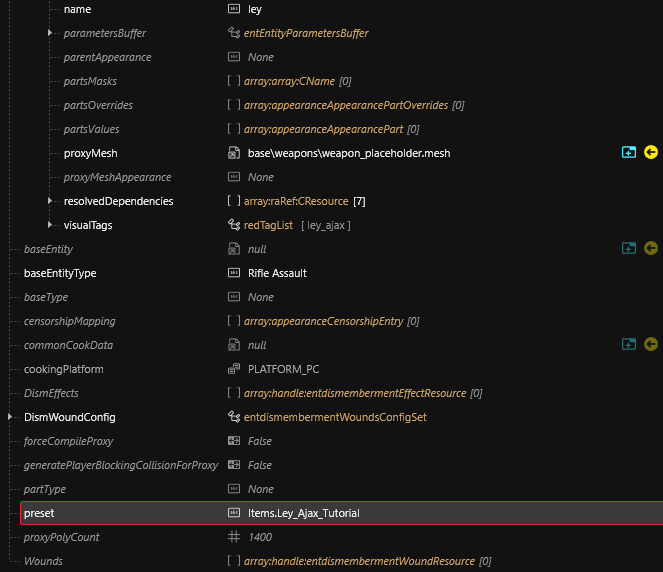 name ley
parametersBuffer entEntityParametersBuffer
parentAppearance None
partsMasks [ ] array:array:CName [0]
partsOverrides [ ] array:appearanceAppearancePartOverrides [0]
partsValues [ ] array:appearanceAppearancePart [0]
proxyMesh base\weapons\weapon_placeholder.mesh
proxyMeshAppearance None
resolvedDependencies [ ] array:raRef:CResource [7]
visualTags redTagList [ ley_ajax ]
baseEntity null
baseEntityType Rifle Assault
baseType None
censorshipMapping [ ] array:appearanceCensorshipEntry [0]
commonCookData null
cookingPlatform PLATFORM_PC
DismEffects [ ] array:handle:entdismembermentEffectResource [0]
DismWoundConfig entdismembermentWoundsConfigSet
forceCompileProxy False
generatePlayerBlockingCollisionForProxy False
partType None
preset Items.Ley_Ajax_Tutorial
proxyPolyCount 1400
Wounds [ ] array:handle:entdismembermentWoundResource [0]